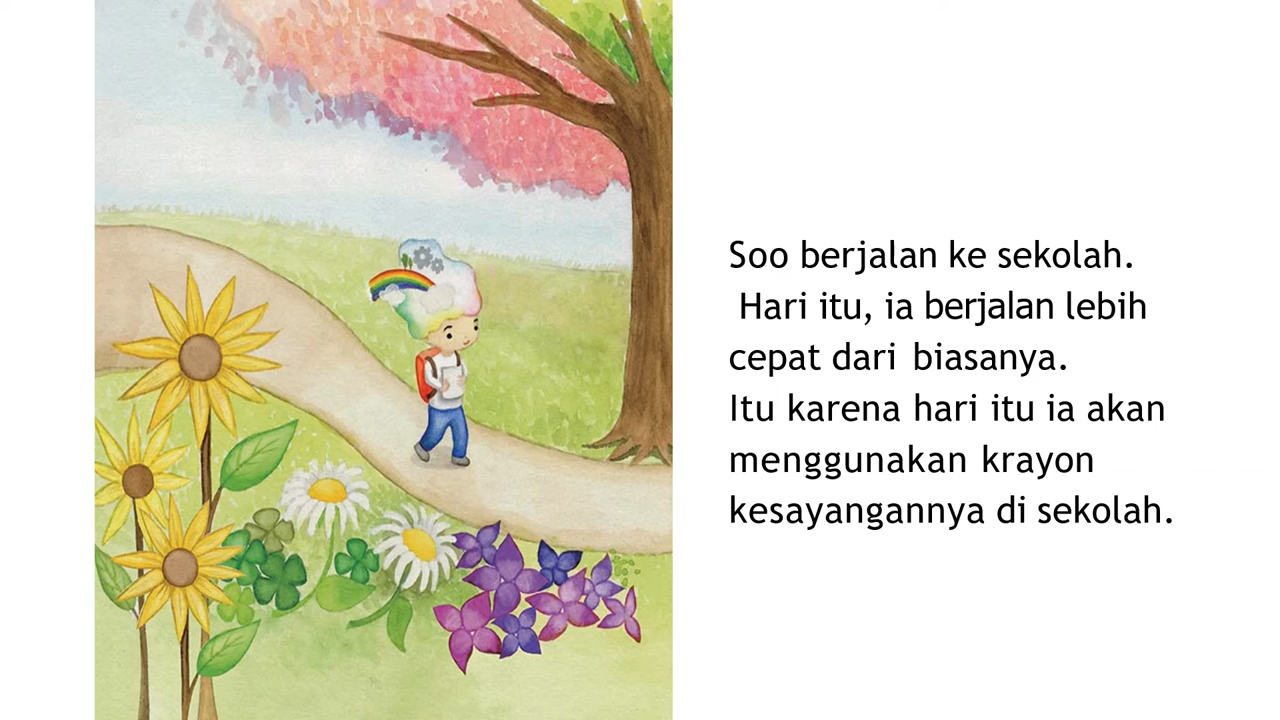 Soo berjalan ke sekolah.
Hari itu, ia berjalan lebih
cepat dari biasanya.
Itu karena hari itu ia akan
menggunakan krayon
kesayangannya di sekolah.